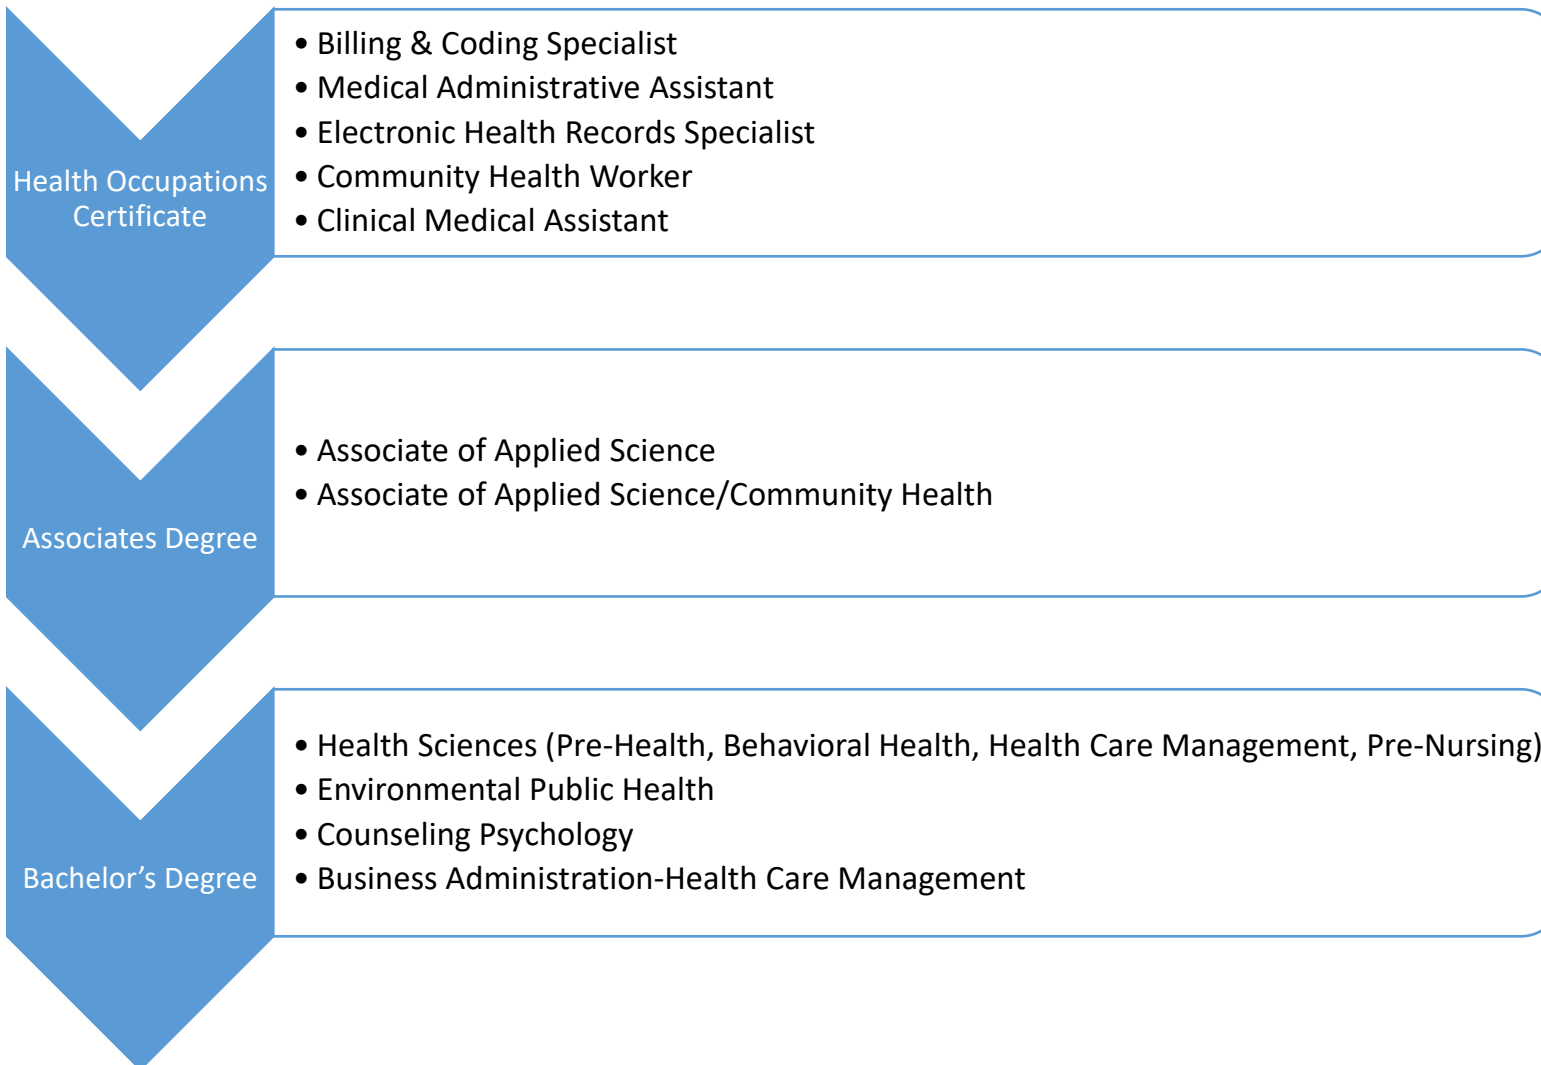 Health Occupations
Certificate
• Billing & Coding Specialist
• Medical Administrative Assistant
• Electronic Health Records Specialist
• Community Health Worker
• Clinical Medical Assistant
Associates Degree
• Associate of Applied Science
• Associate of Applied Science/Community Health
Bachelor’s Degree
• Health Sciences (Pre-Health, Behavioral Health, Health Care Management, Pre-Nursing)
• Environmental Public Health
• Counseling Psychology
• Business Administration-Health Care Management